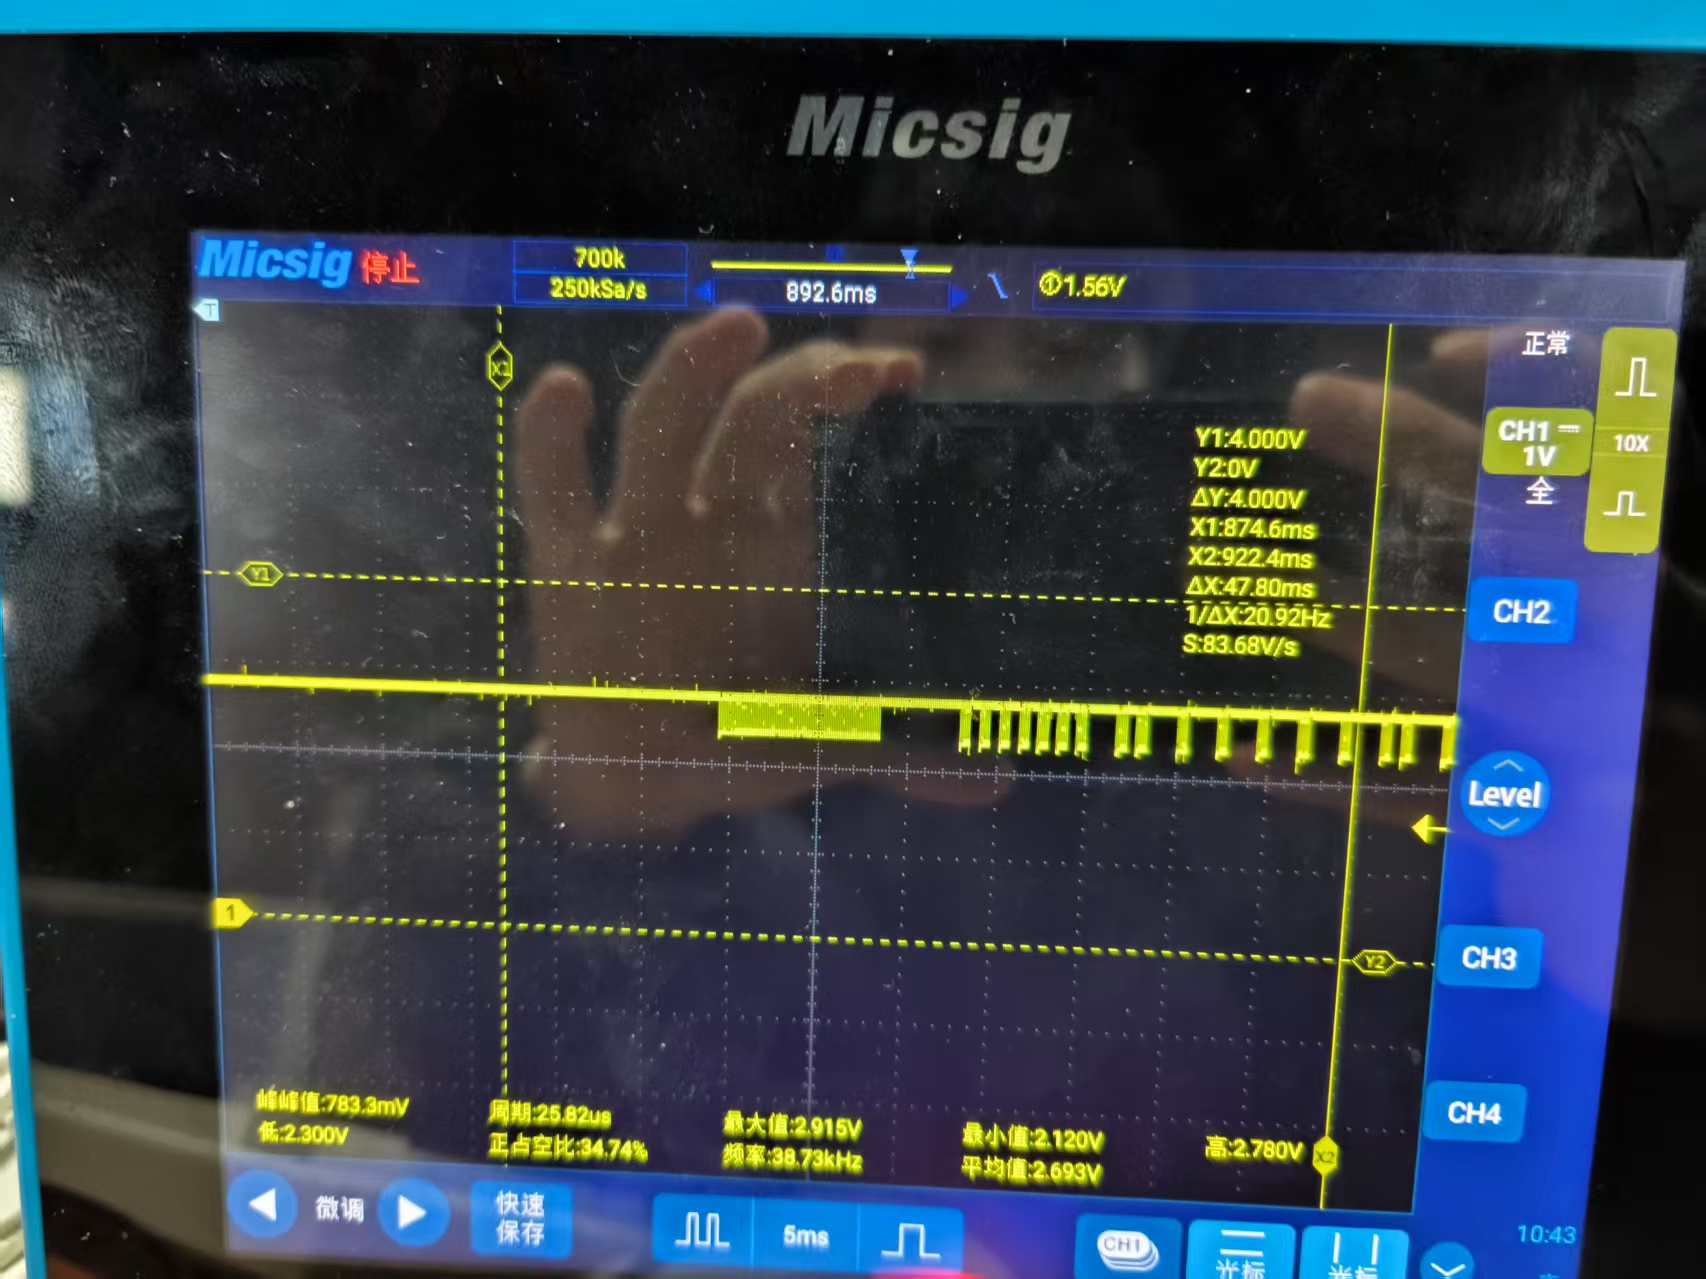 Micsig
Micsig 停止
700k
250kSa/s
892.6ms
1.56V
T
正常
X1
CH1
1V
10X
全
Y1:4.000V
Y2:0V
ΔY:4.000V
X1:874.6ms
X2:922.4ms
ΔX:47.80ms
1/ΔX:20.92Hz
S:83.68V/s
Y1
CH2
Level
1
Y2
CH3
CH4
峰峰值:783.3mV
周期:25.82us
最大值:2.915V
最小值:2.120V
高:2.780V
X2
低:2.300V
正占空比:34.74%
频率:38.73kHz
平均值:2.693V
微调
快速
保存
5ms
CH1
光标
光标
10:43